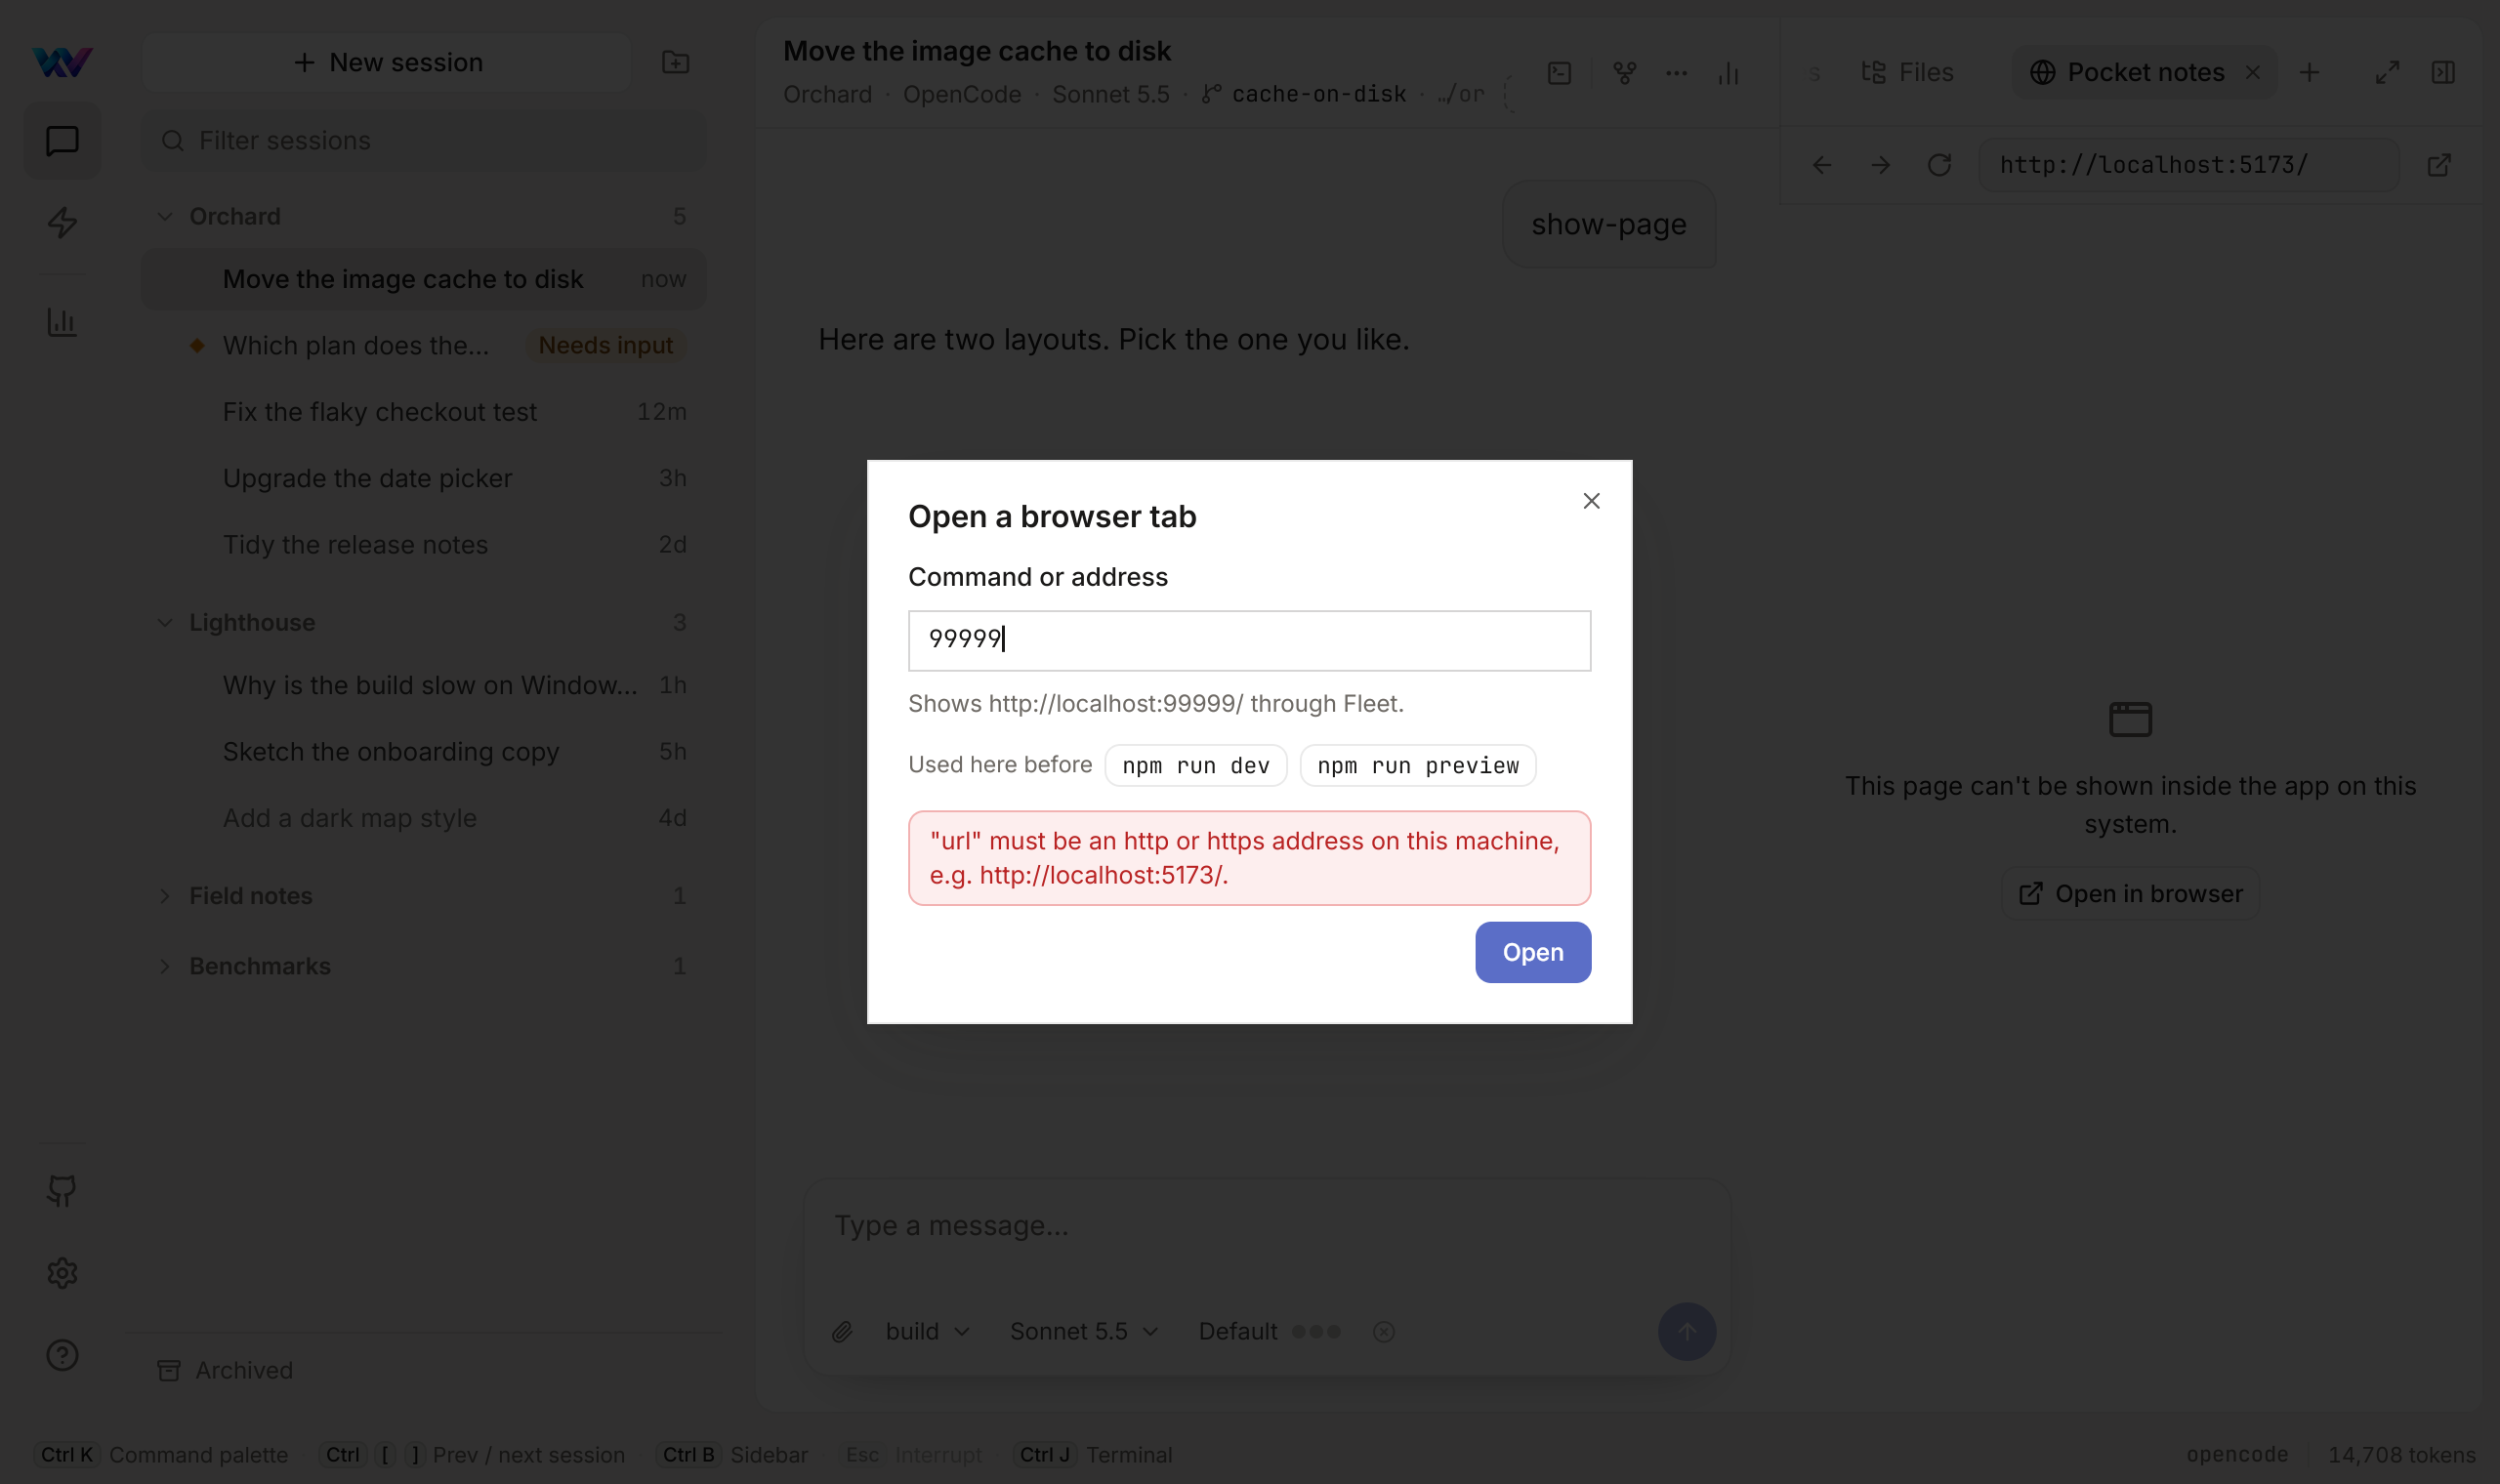 New session
Filter sessions
Orchard 5
Move the image cache to disk now
Which plan does the... Needs input
Fix the flaky checkout test 12m
Upgrade the date picker 3h
Tidy the release notes 2d
Lighthouse 3
Why is the build slow on Window... 1h
Sketch the onboarding copy 5h
Add a dark map style 4d
Field notes 1
Benchmarks 1
Archived
Move the image cache to disk
Orchard · OpenCode · Sonnet 5.5 · cache-on-disk · …/or
show-page
Here are two layouts. Pick the one you like.
Open a browser tab
Command or address
99999
Shows http://localhost:99999/ through Fleet.
Used here before npm run dev npm run preview
"url" must be an http or https address on this machine,
e.g. http://localhost:5173/.
Open
Type a message...
build Sonnet 5.5 Default
s Files Pocket notes
http://localhost:5173/
This page can't be shown inside the app on this
system.
Open in browser
Ctrl K Command palette Ctrl [ ] Prev / next session Ctrl B Sidebar Esc Interrupt Ctrl J Terminal
opencode 14,708 tokens